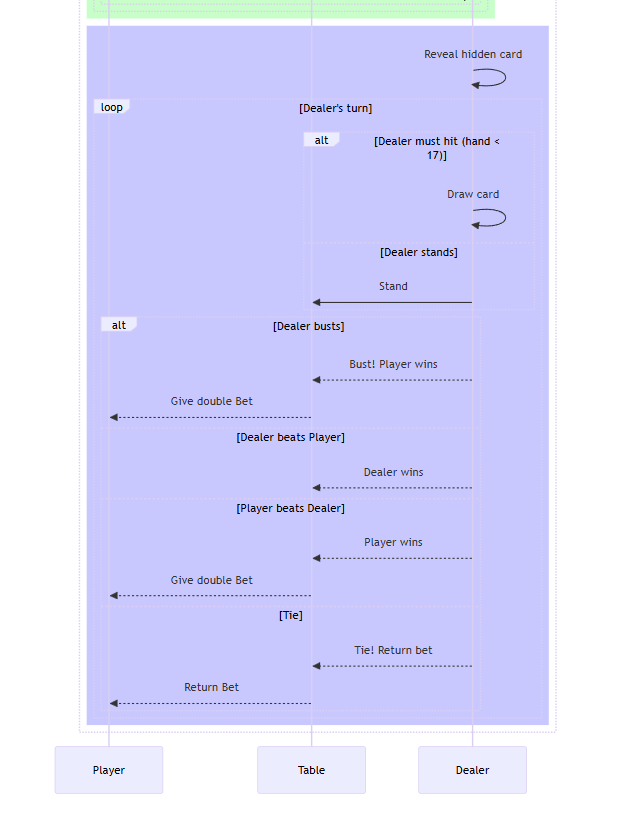 Reveal hidden card
loop
[Dealer's turn]
alt
[Dealer must hit (hand <
17)]
Draw card
[Dealer stands]
Stand
alt
[Dealer busts]
Bust! Player wins
Give double Bet
[Dealer beats Player]
Dealer wins
[Player beats Dealer]
Player wins
Give double Bet
[Tie]
Tie! Return bet
Return Bet
Player
Table
Dealer